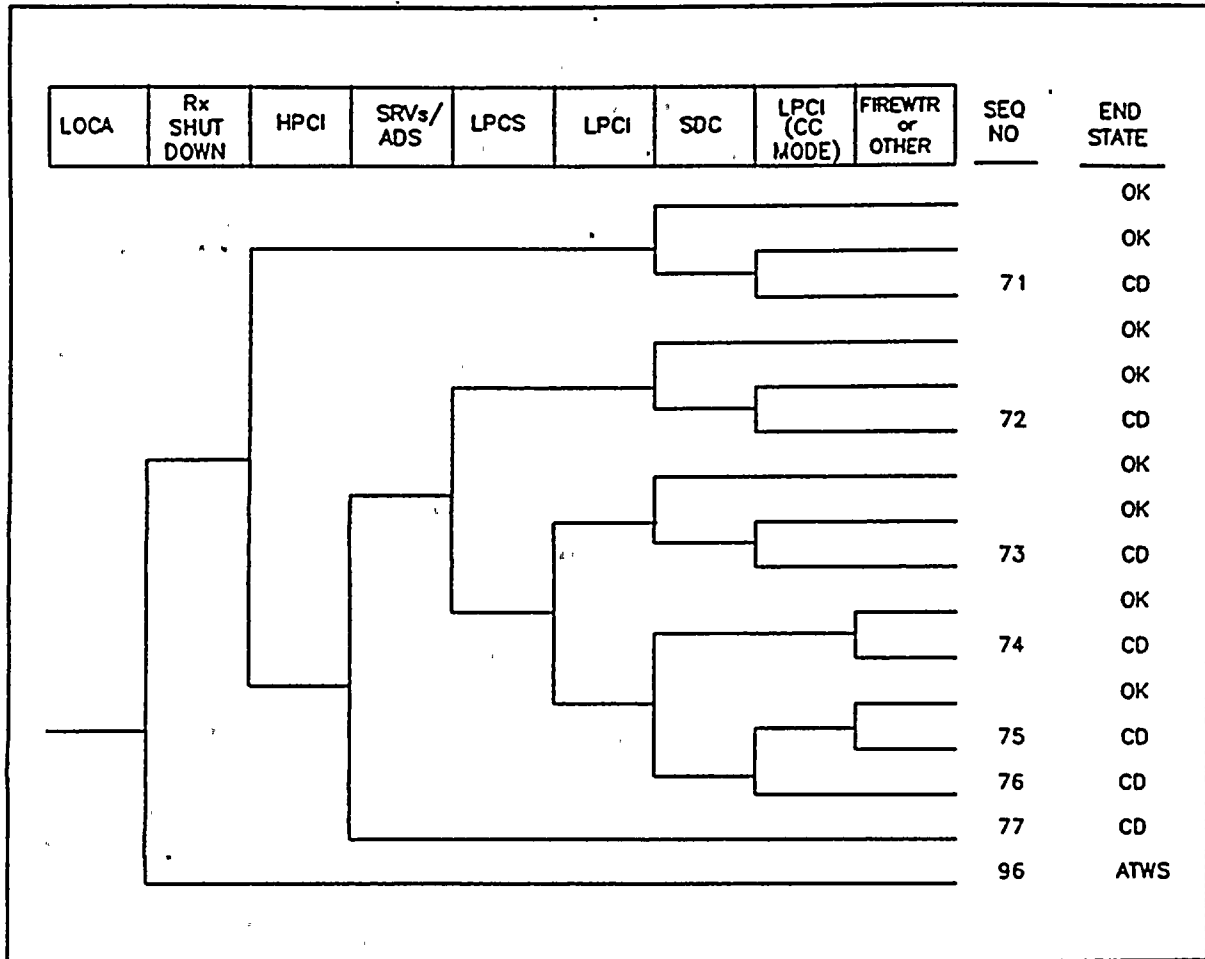 LOCA
Rx
SHUT
DOWN
HPCI
SRVs/
ADS
LPCS
LPCI
SDC
LPCI
(CC
MODE)
FIREWTR
or
OTHER
SEQ
NO
END
STATE
OK
OK
71 CD
OK
OK
72 CD
OK
OK
73 CD
OK
74 CD
OK
75 CD
76 CD
77 CD
96 ATWS